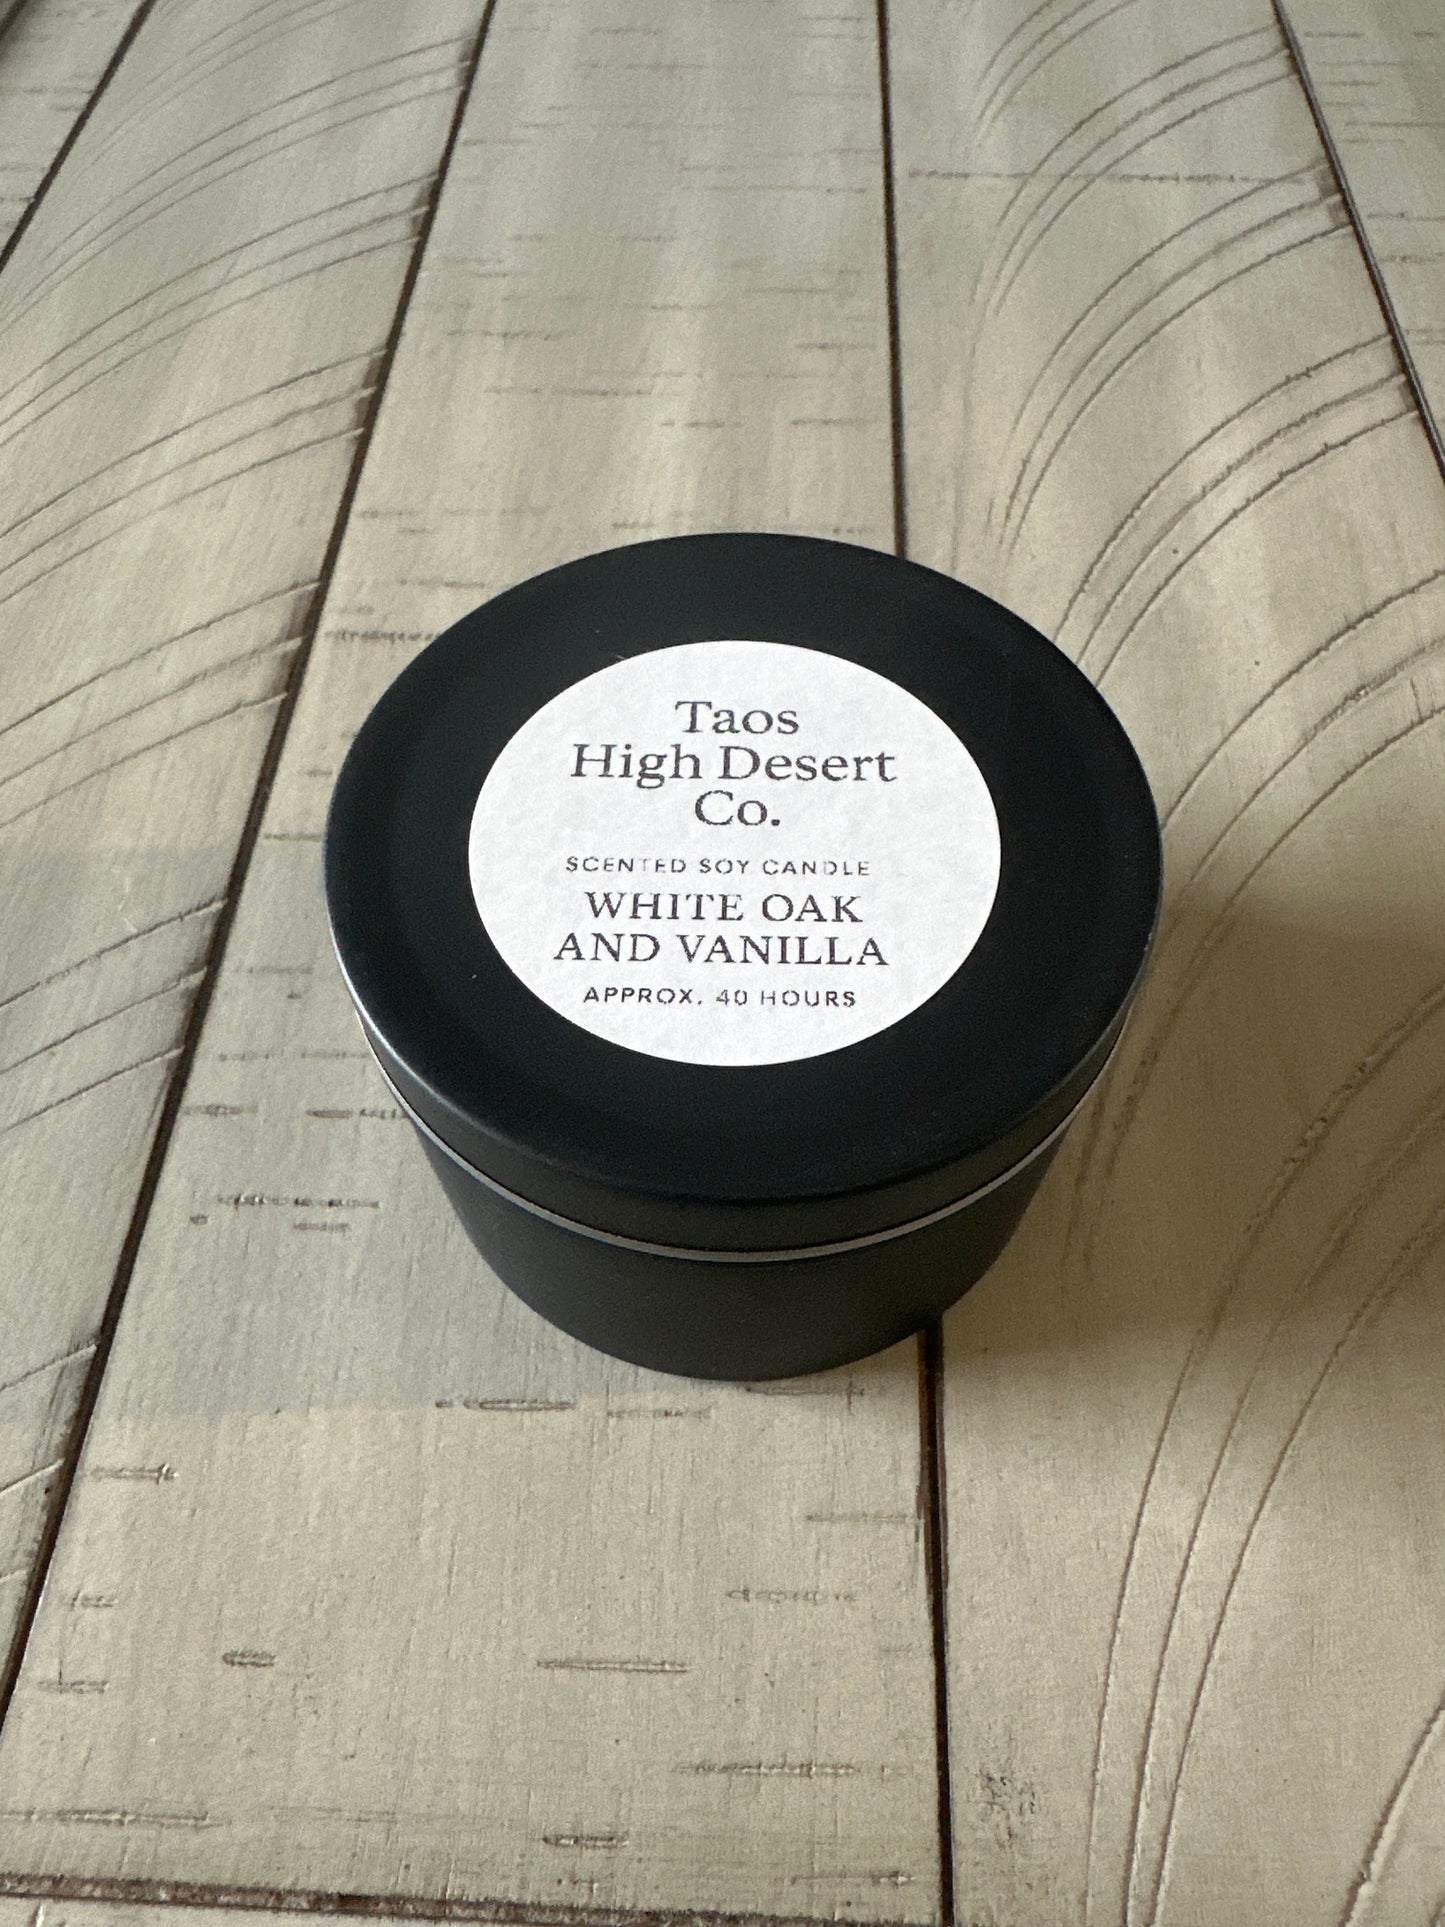 Taos
High Desert
Co.
SCENTED SOY CANDLE
WHITE OAK
AND VANILLA
APPROX. 40 HOURS